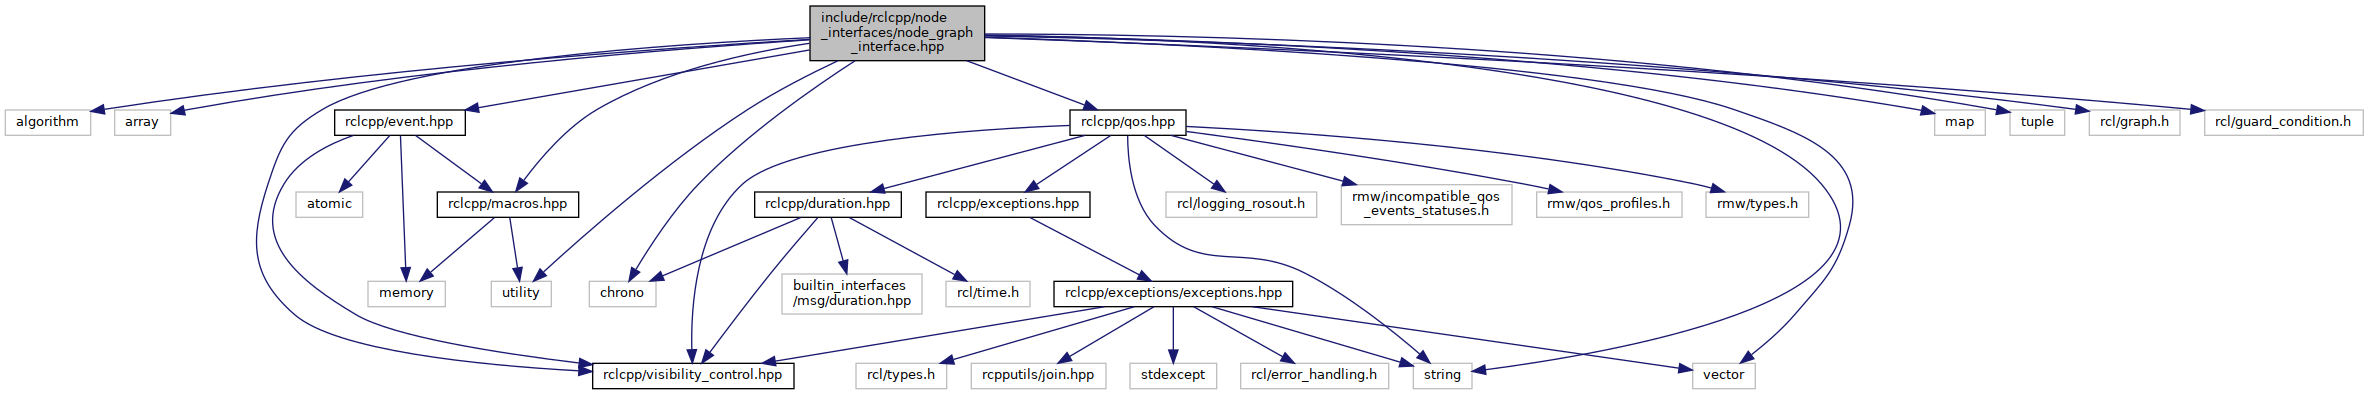 include/rclcpp/node
_interfaces/node_graph
_interface.hpp
algorithm
array
rclcpp/event.hpp
rclcpp/qos.hpp
map
tuple
rcl/graph.h
rcl/guard_condition.h
atomic
rclcpp/macros.hpp
rclcpp/duration.hpp
rclcpp/exceptions.hpp
rcl/logging_rosout.h
rmw/incompatible_qos
_events_statuses.h
rmw/qos_profiles.h
rmw/types.h
memory
utility
chrono
builtin_interfaces
/msg/duration.hpp
rcl/time.h
rclcpp/exceptions/exceptions.hpp
rclcpp/visibility_control.hpp
rcl/types.h
rcpputils/join.hpp
stdexcept
rcl/error_handling.h
string
vector